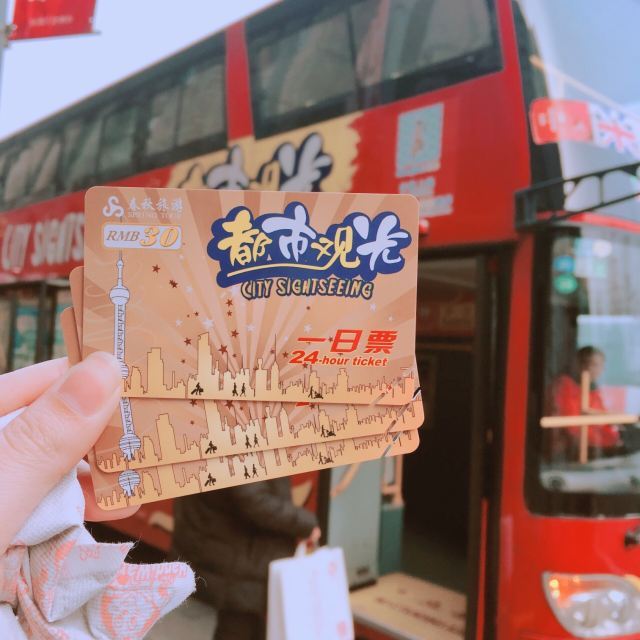 春秋旅游
SPRING TOUR
RMB 30
都市观光
CITY SIGHTSEEING
一日票
24-hour ticket
CITY SIGHTS